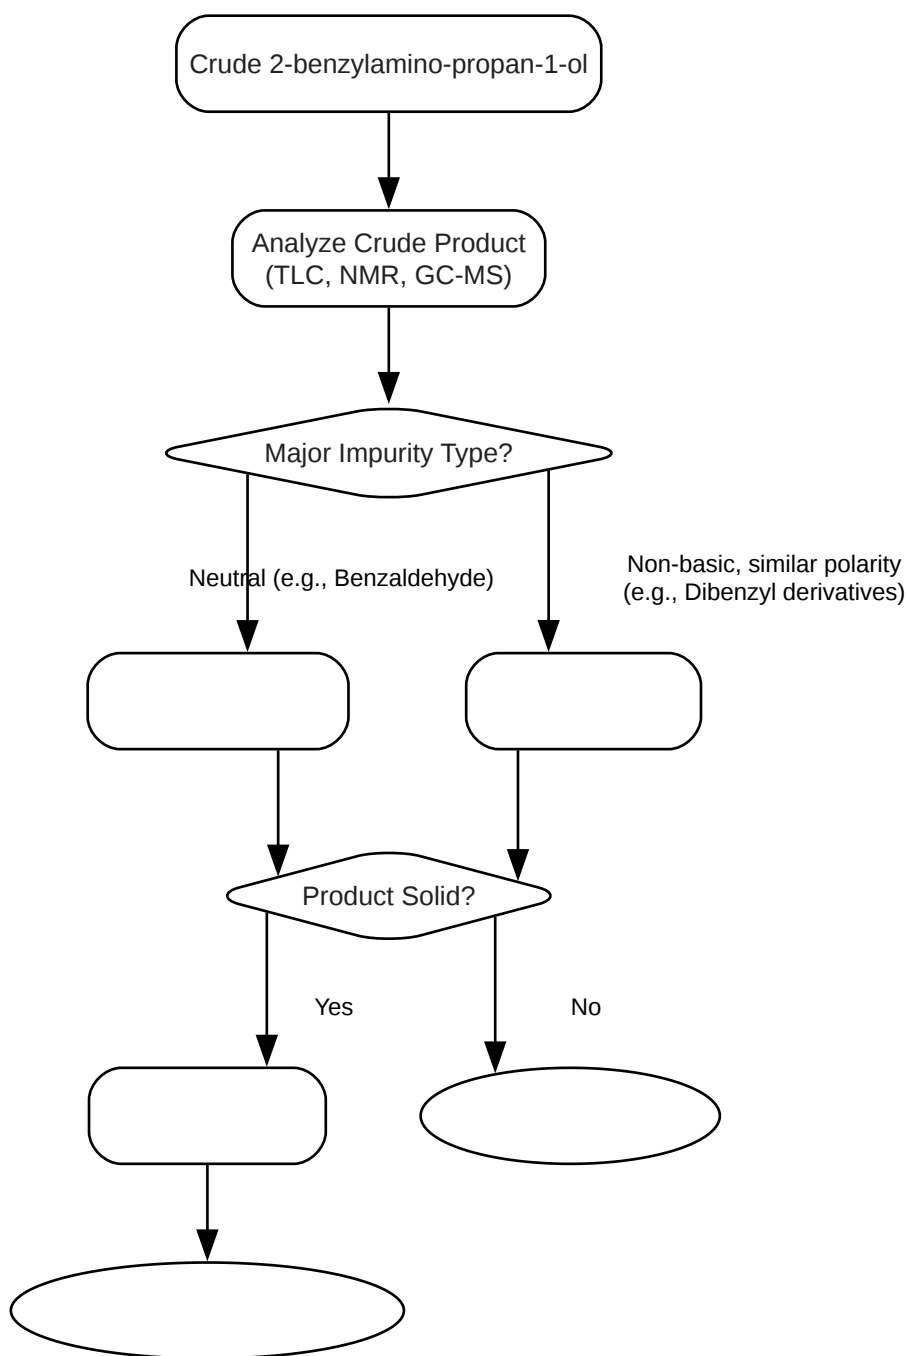 Crude 2-benzylamino-propan-1-ol
Analyze Crude Product
(TLC, NMR, GC-MS)
Major Impurity Type?
Neutral (e.g., Benzaldehyde)
Non-basic, similar polarity
(e.g., Dibenzyl derivatives)
Product Solid?
Yes
No